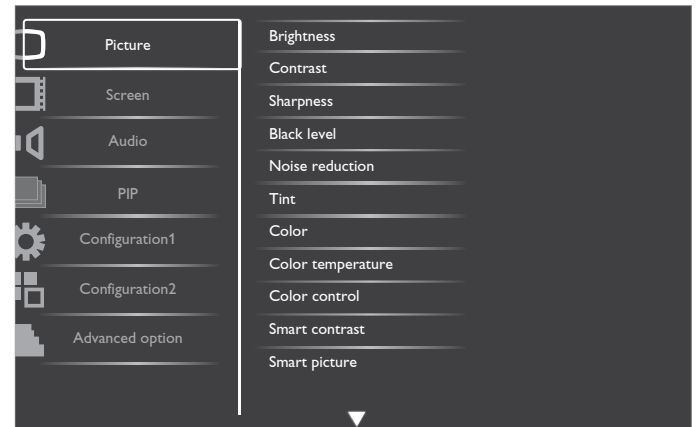 Picture
Screen
Audio
PIP
Configuration1
Configuration2
Advanced option
Brightness
Contrast
Sharpness
Black level
Noise reduction
Tint
Color
Color temperature
Color control
Smart contrast
Smart picture